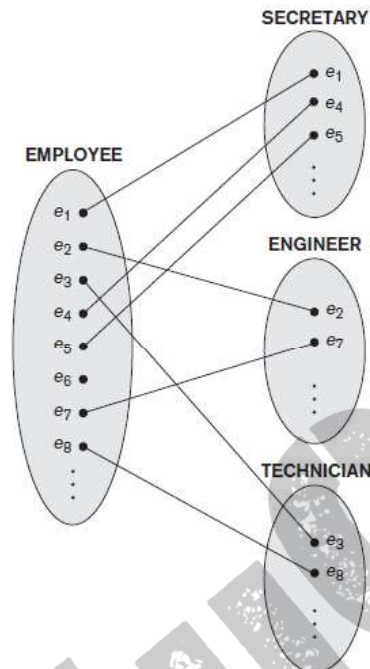 SECRETARY
e1
e4
e5
EMPLOYEE
e1
e2
e3
e4
e5
e6
e7
e8
ENGINEER
e2
e7
TECHNICIAN
e3
e8